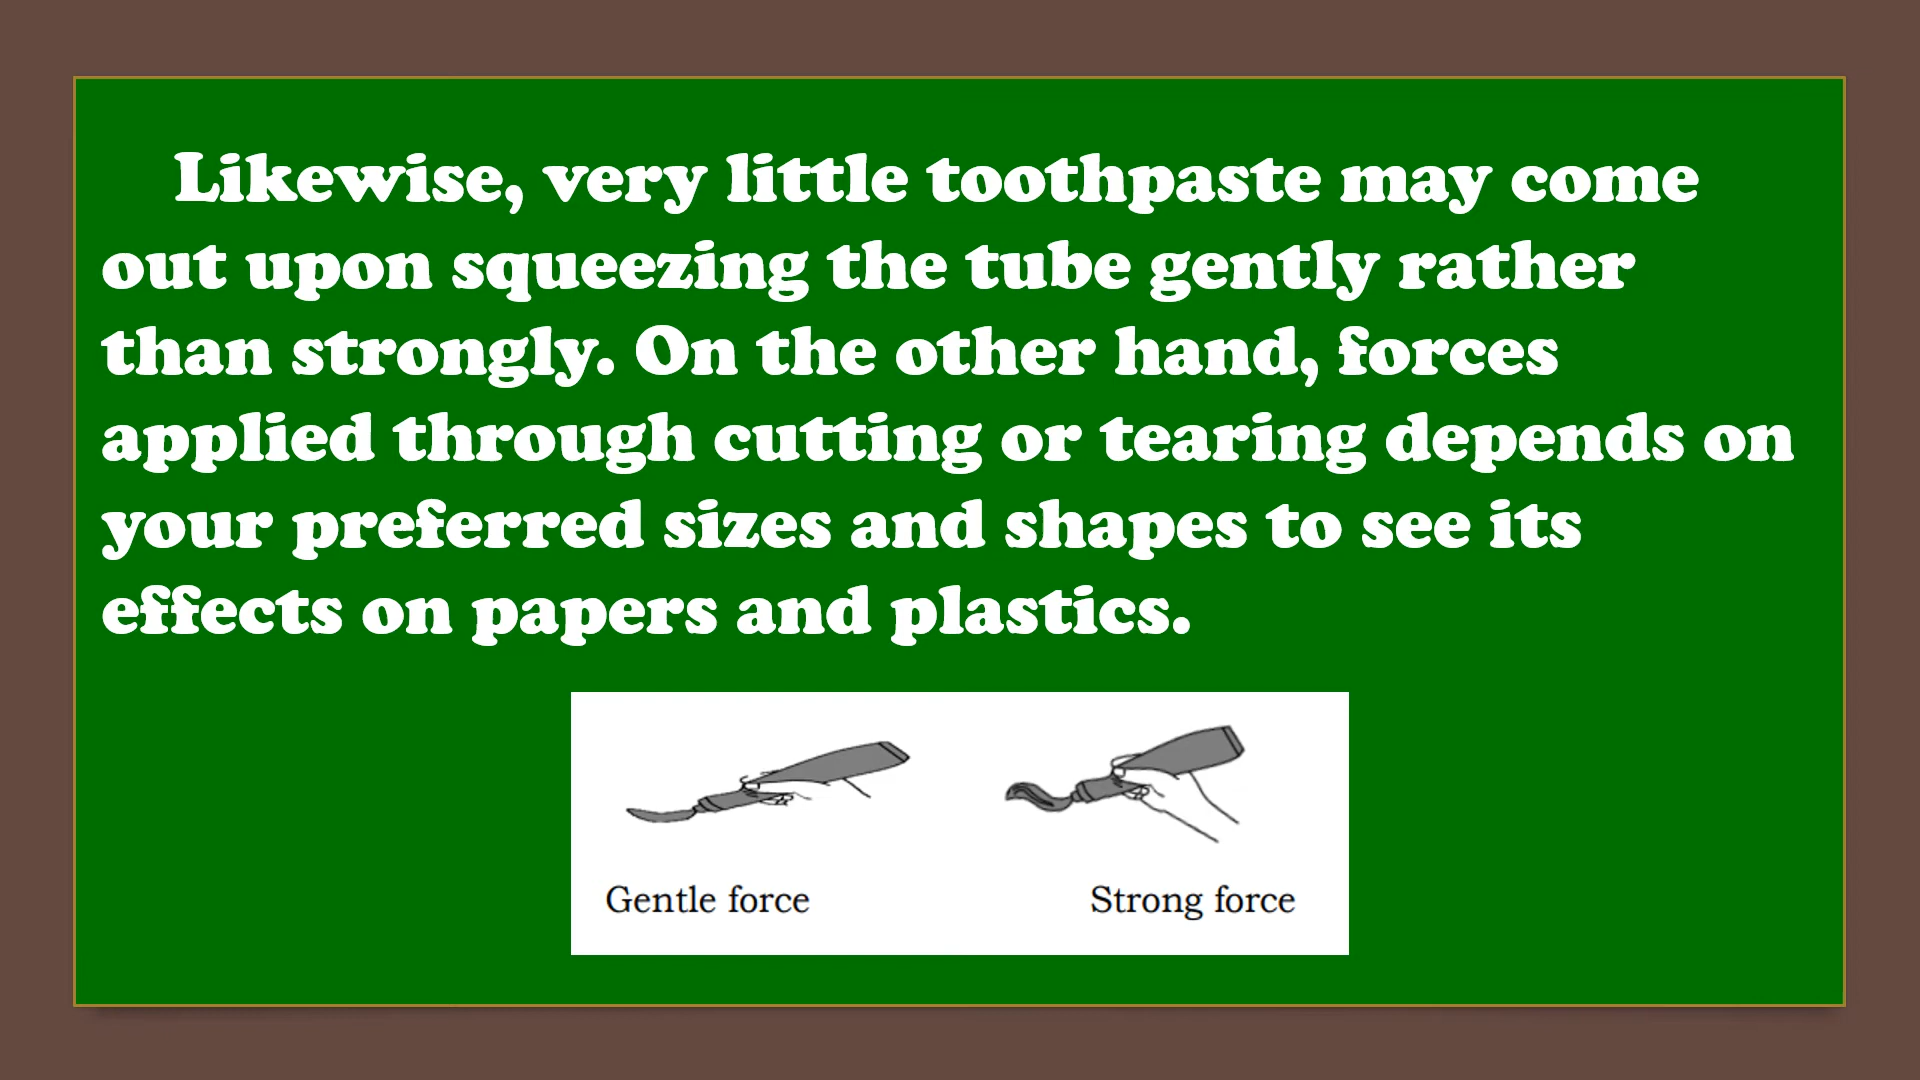 Likewise, very little toothpaste may come
out upon squeezing the tube gently rather
than strongly. On the other hand, forces
applied through cutting or tearing depends on
your preferred sizes and shapes to see its
effects on papers and plastics.
Gentle force
Strong force